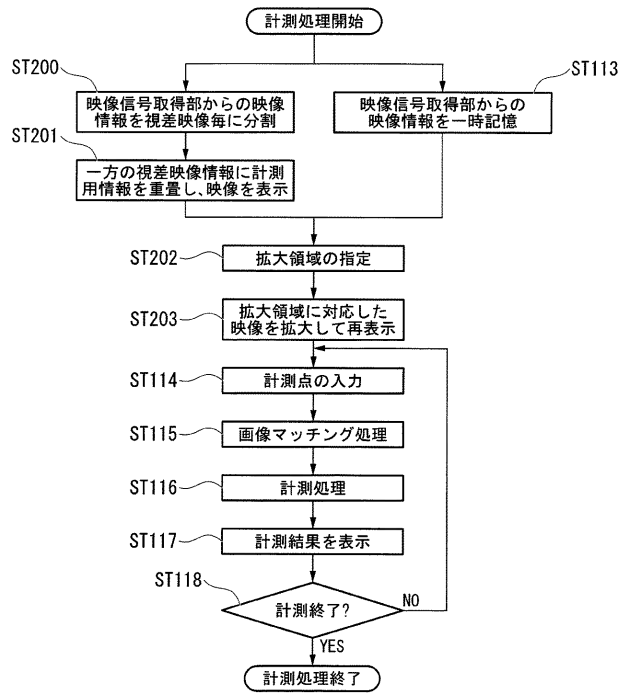 計測処理開始
ST200
ST113
映像信号取得部からの映像
情報を視差映像毎に分割
映像信号取得部からの
映像情報を一時記憶
ST201
一方の視差映像情報に計測
用情報を重畳し、映像を表示
ST202
拡大領域の指定
ST203
拡大領域に対応した
映像を拡大して再表示
ST114
計測点の入力
ST115
画像マッチング処理
ST116
計測処理
ST117
計測結果を表示
ST118
計測終了?
NO
YES
計測処理終了